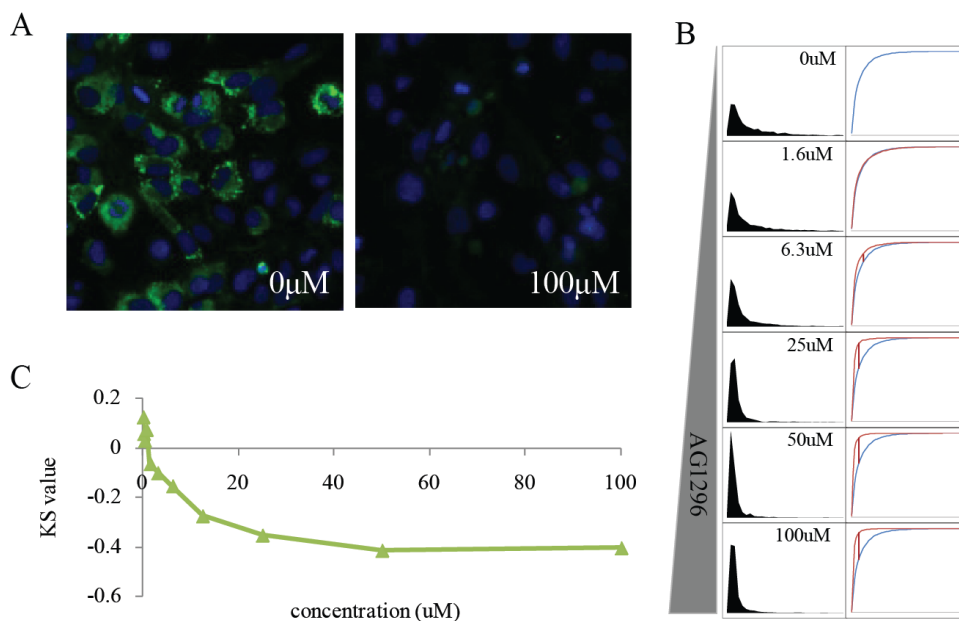 A
0μM
100μM
B
0uM
1.6uM
6.3uM
25uM
50uM
100uM
AG1296
C
0.2
0
-0.2
-0.4
-0.6
0 20 40 60 80 100
KS value
concentration (uM)